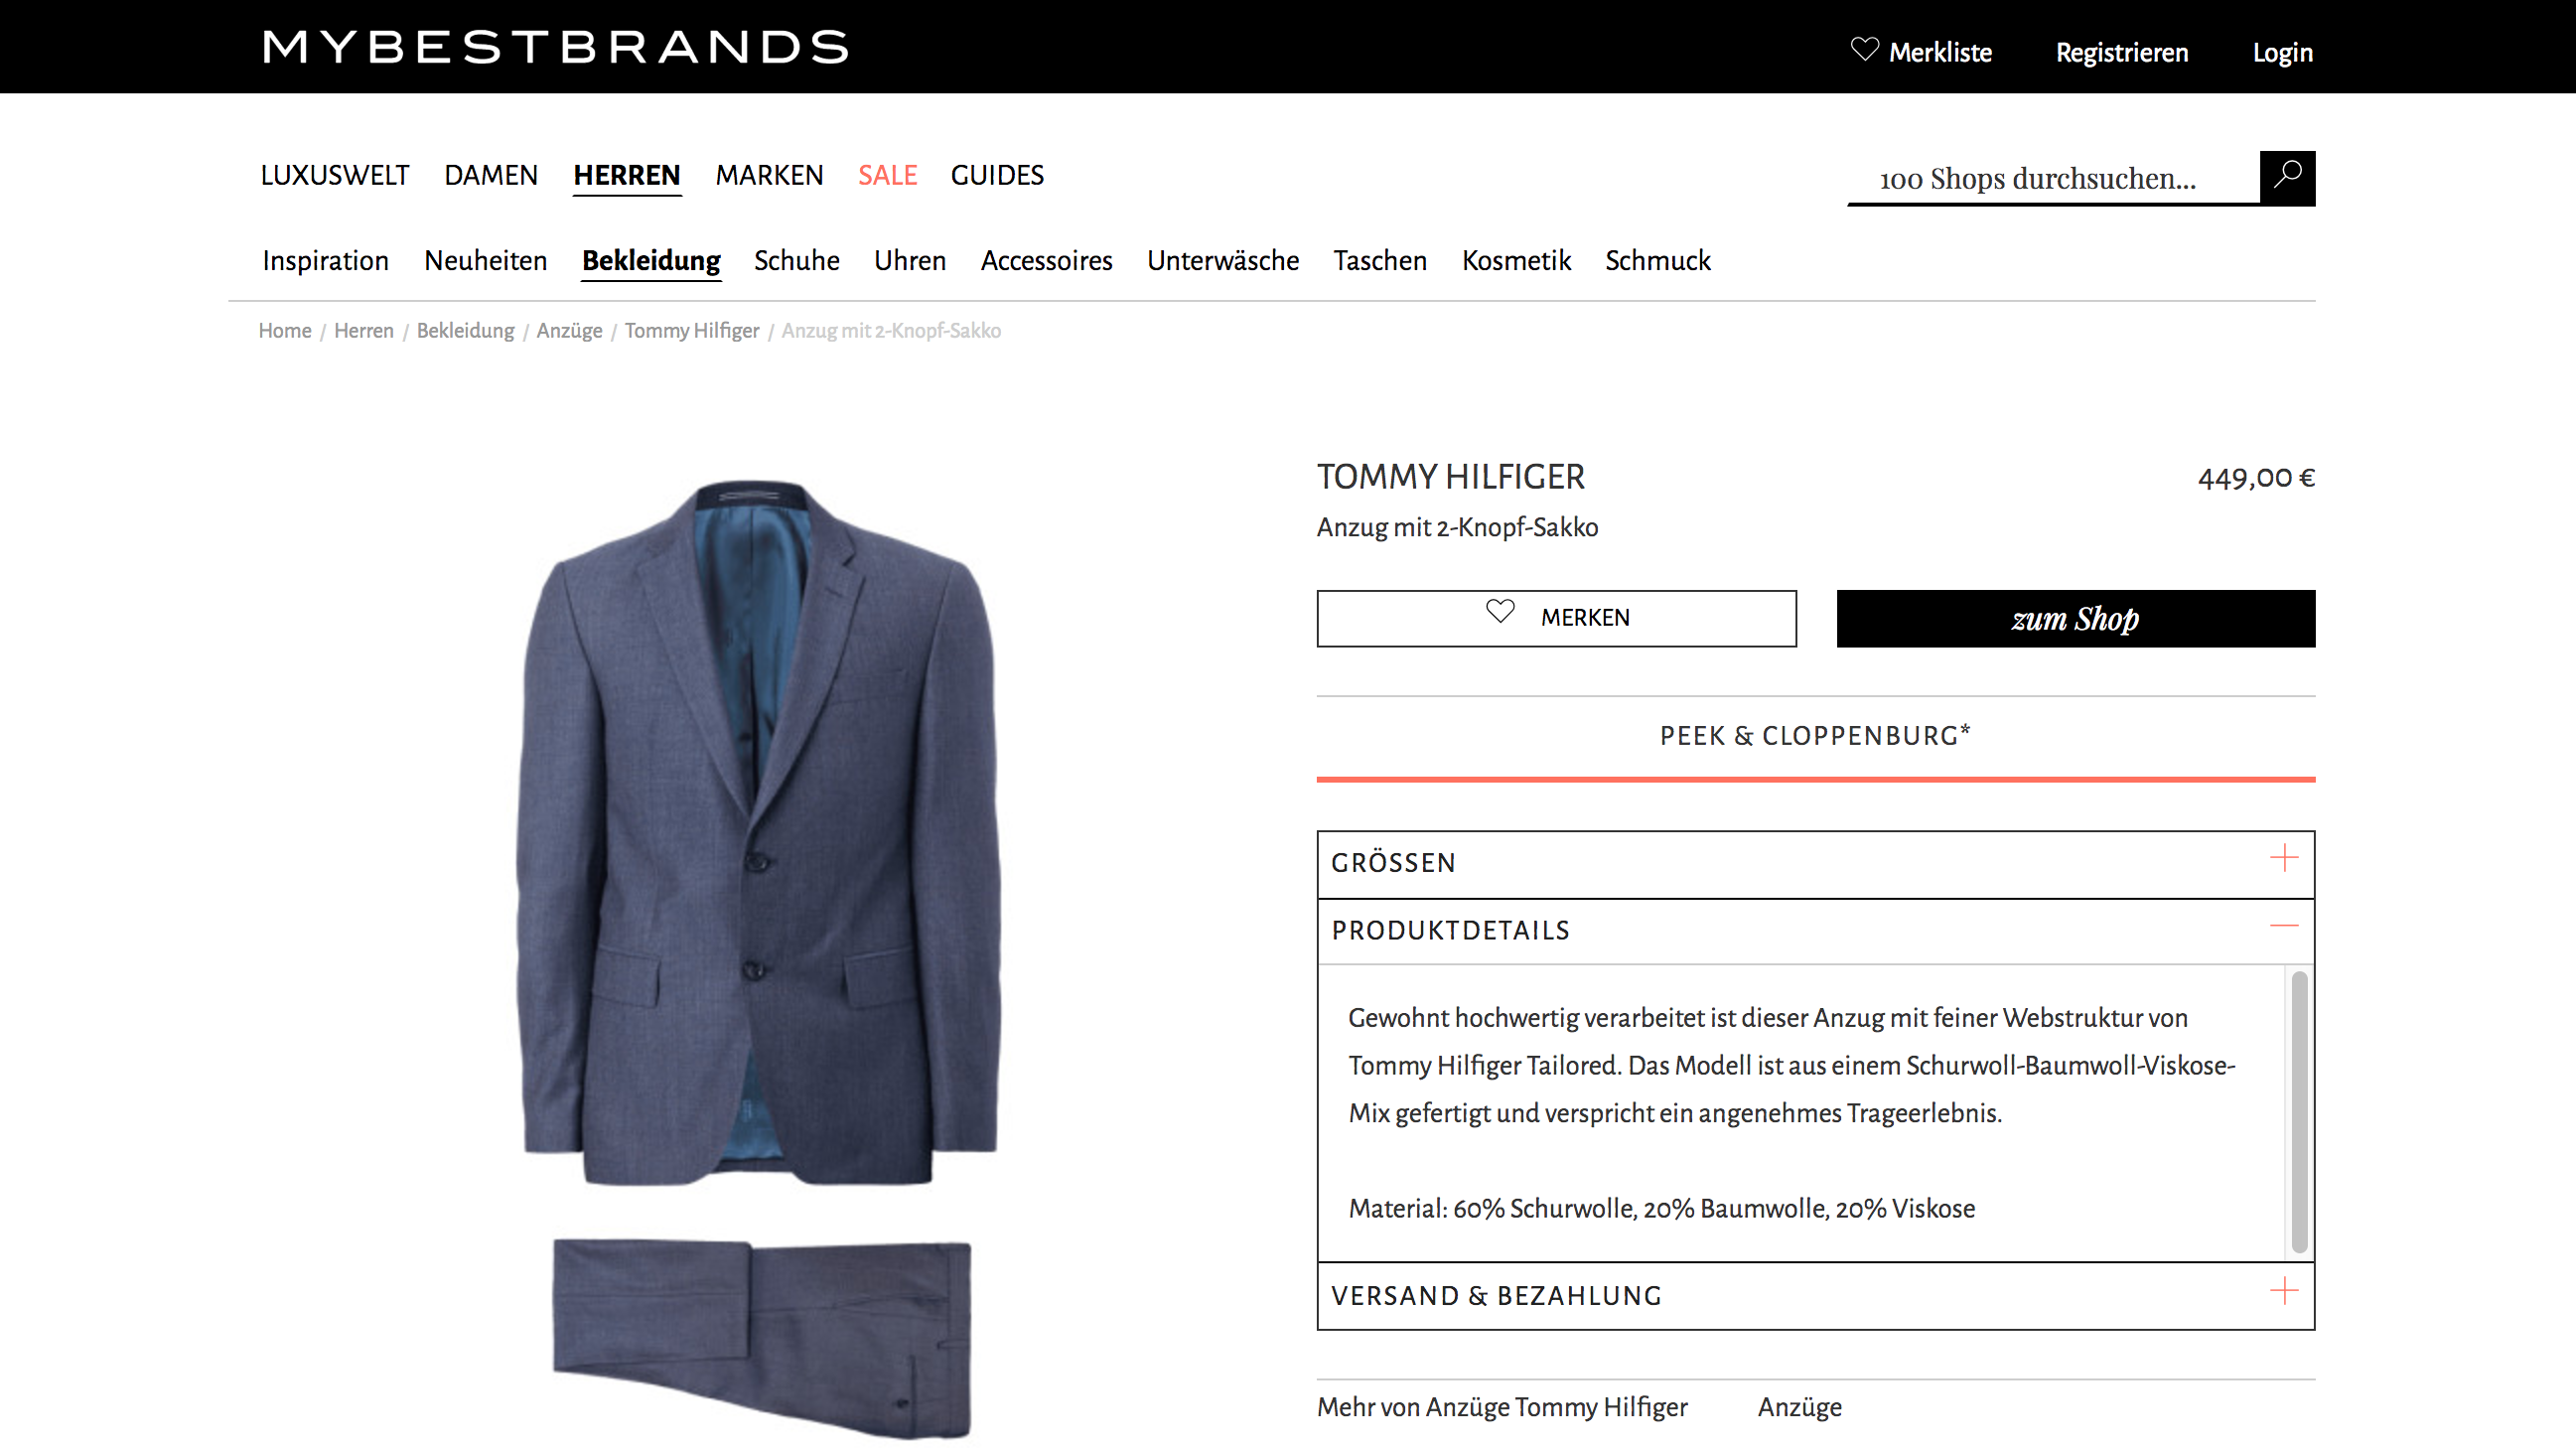 MYBESTBRANDS
Merkliste Registrieren Login
LUXUSWELT DAMEN HERREN MARKEN SALE GUIDES
100 Shops durchsuchen...
Inspiration Neuheiten Bekleidung Schuhe Uhren Accessoires Unterwäsche Taschen Kosmetik Schmuck
Home / Herren / Bekleidung / Anzüge / Tommy Hilfiger / Anzug mit 2-Knopf-Sakko
TOMMY HILFIGER 449,00 €
Anzug mit 2-Knopf-Sakko
MERKEN zum Shop
PEEK & CLOPPENBURG*
GRÖSSEN
PRODUKTDETAILS
Gewohnt hochwertig verarbeitet ist dieser Anzug mit feiner Webstruktur von
Tommy Hilfiger Tailored. Das Modell ist aus einem Schurwoll-Baumwoll-Viskose-
Mix gefertigt und verspricht ein angenehmes Trageerlebnis.
Material: 60% Schurwolle, 20% Baumwolle, 20% Viskose
VERSAND & BEZAHLUNG
Mehr von Anzüge Tommy Hilfiger Anzüge